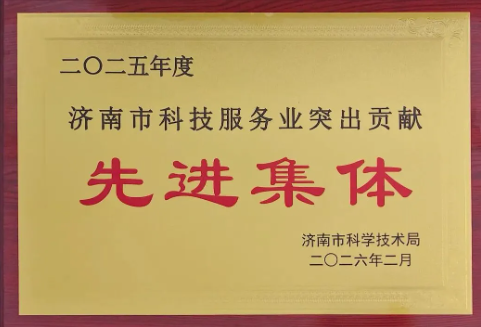 二〇二五年度
济南市科技服务业突出贡献
先进集体
济南市科学技术局
二〇二六年二月